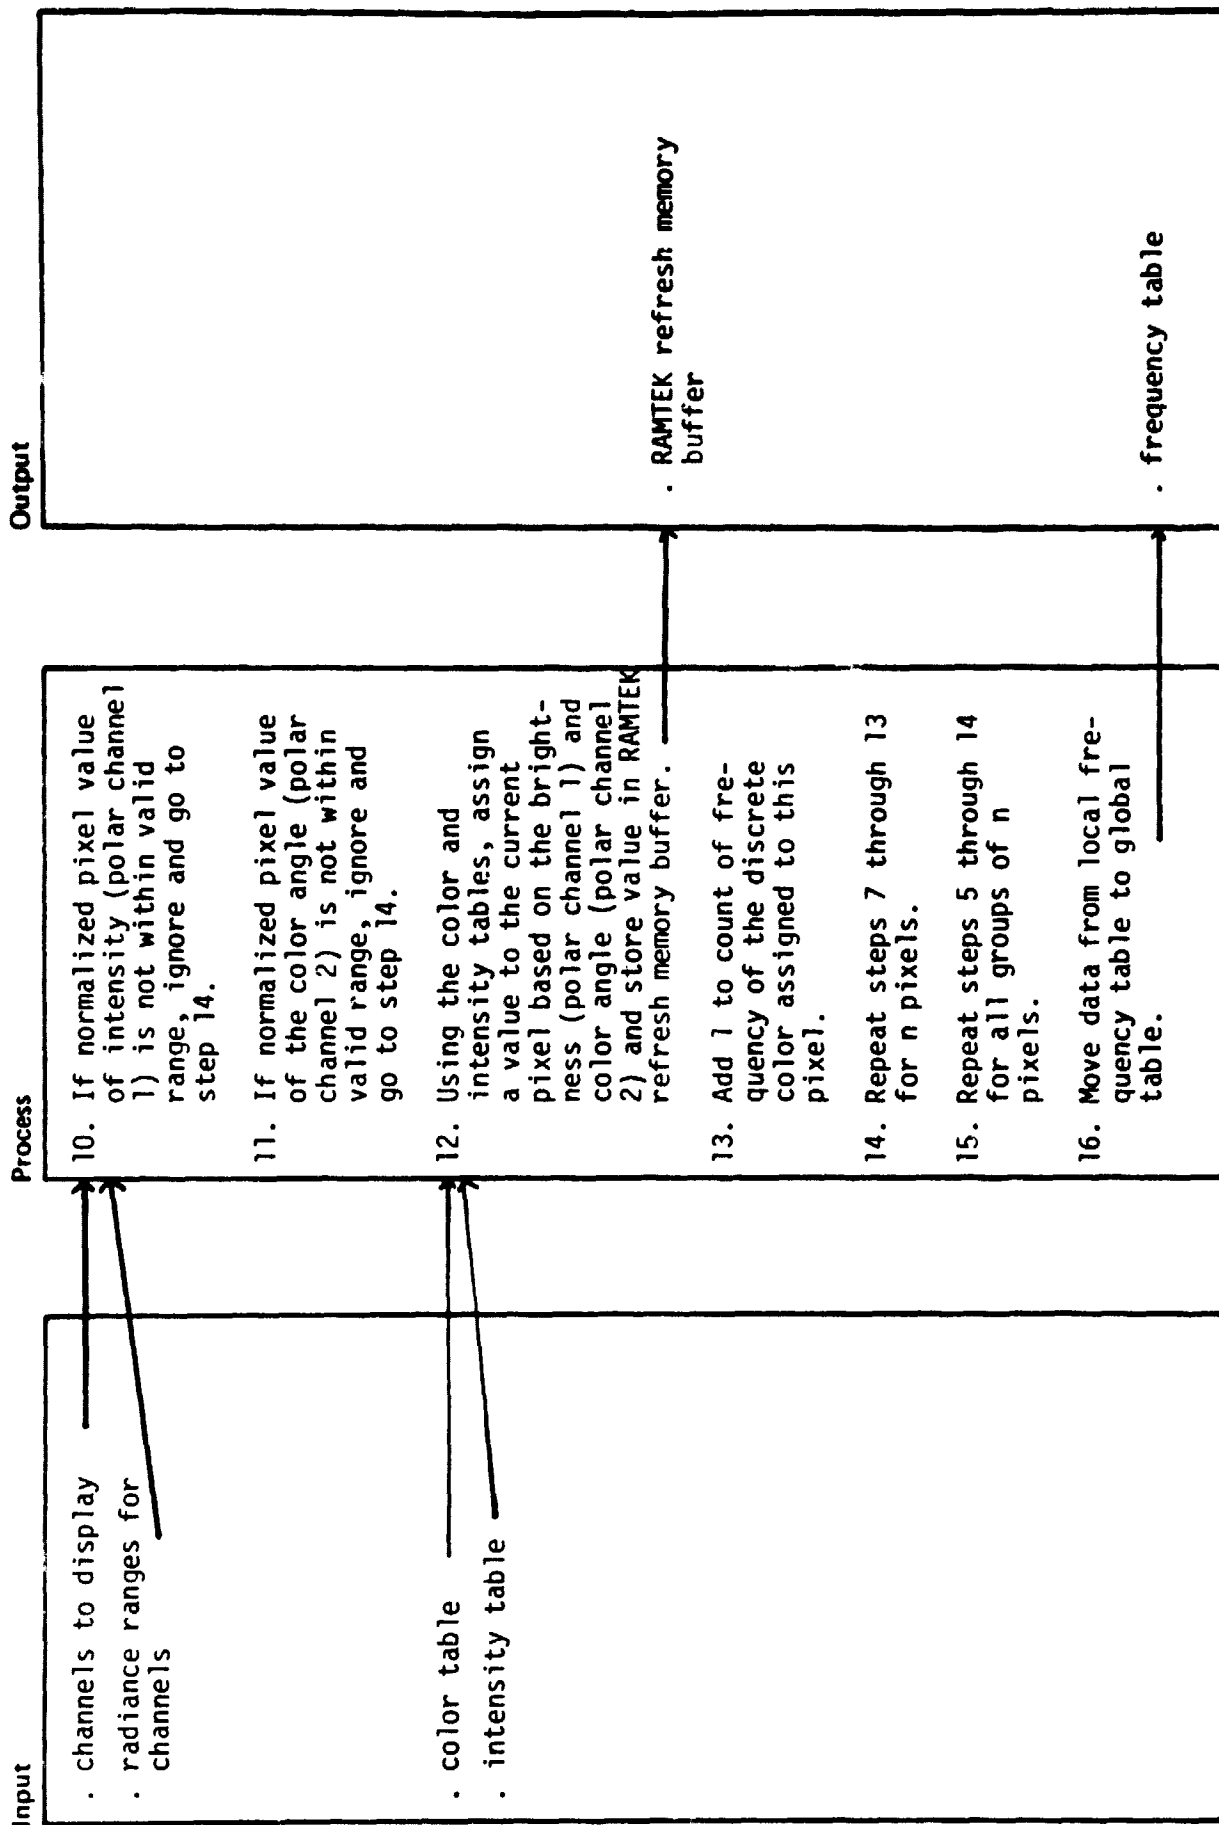 Input
. channels to display
. radiance ranges for
channels
. color table
. intensity table
Process
10. If normalized pixel value
of intensity (polar channel
1) is not within valid
range, ignore and go to
step 14.
11. If normalized pixel value
of the color angle (polar
channel 2) is not within
valid range, ignore and
go to step 14.
12. Using the color and
intensity tables, assign
a value to the current
pixel based on the bright-
ness (polar channel 1) and
color angle (polar channel
2) and store value in RAMTEK
refresh memory buffer.
13. Add 1 to count of fre-
quency of the discrete
color assigned to this
pixel.
14. Repeat steps 7 through 13
for n pixels.
15. Repeat steps 5 through 14
for all groups of n
pixels.
16. Move data from local fre-
quency table to global
table.
Output
. RAMTEK refresh memory
buffer
. frequency table